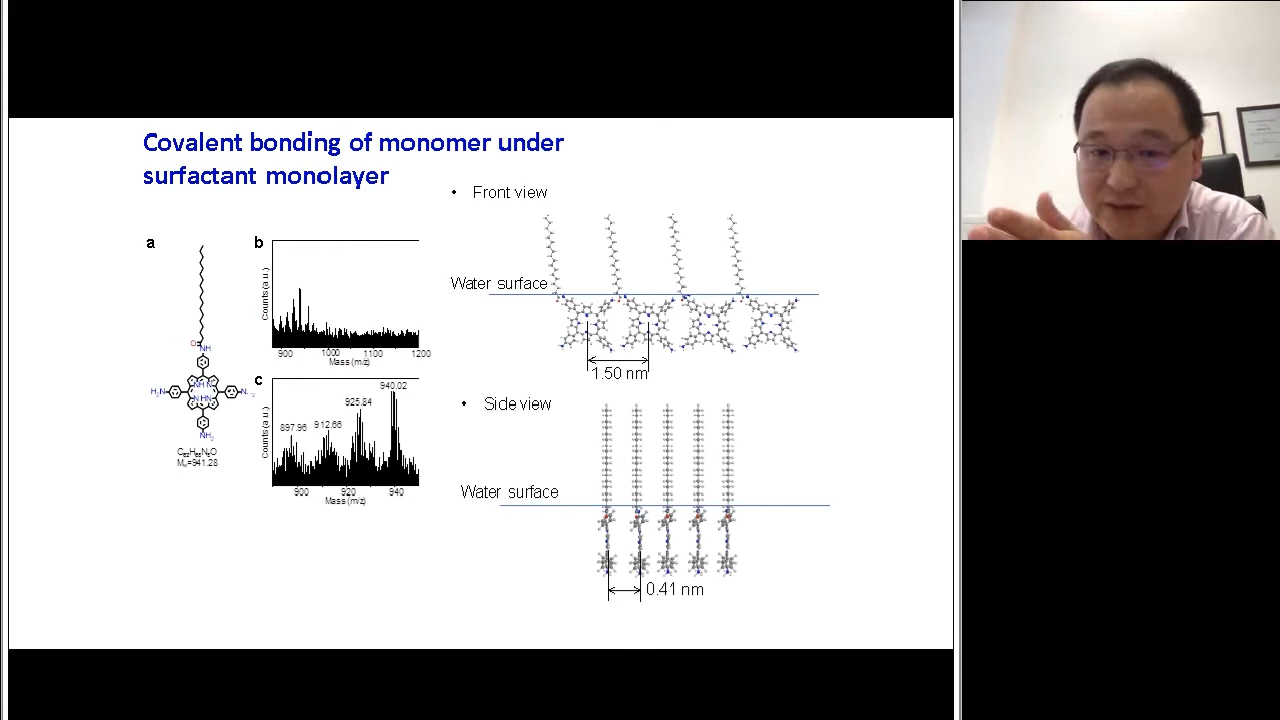 Covalent bonding of monomer under
surfactant monolayer
• Front view
a
b
Counts (a.u.)
900 1000 1100 1200
Mass (m/z)
c
940.02
925.84
912.66
897.96
Counts (a.u.)
900 920 940
Mass (m/z)
O
NH
NH N
N HN
H₂N
N
NH₂
C₆₂H₆₈N₈O
Mᵥ=941.28
Water surface
1.50 nm
• Side view
Water surface
0.41 nm